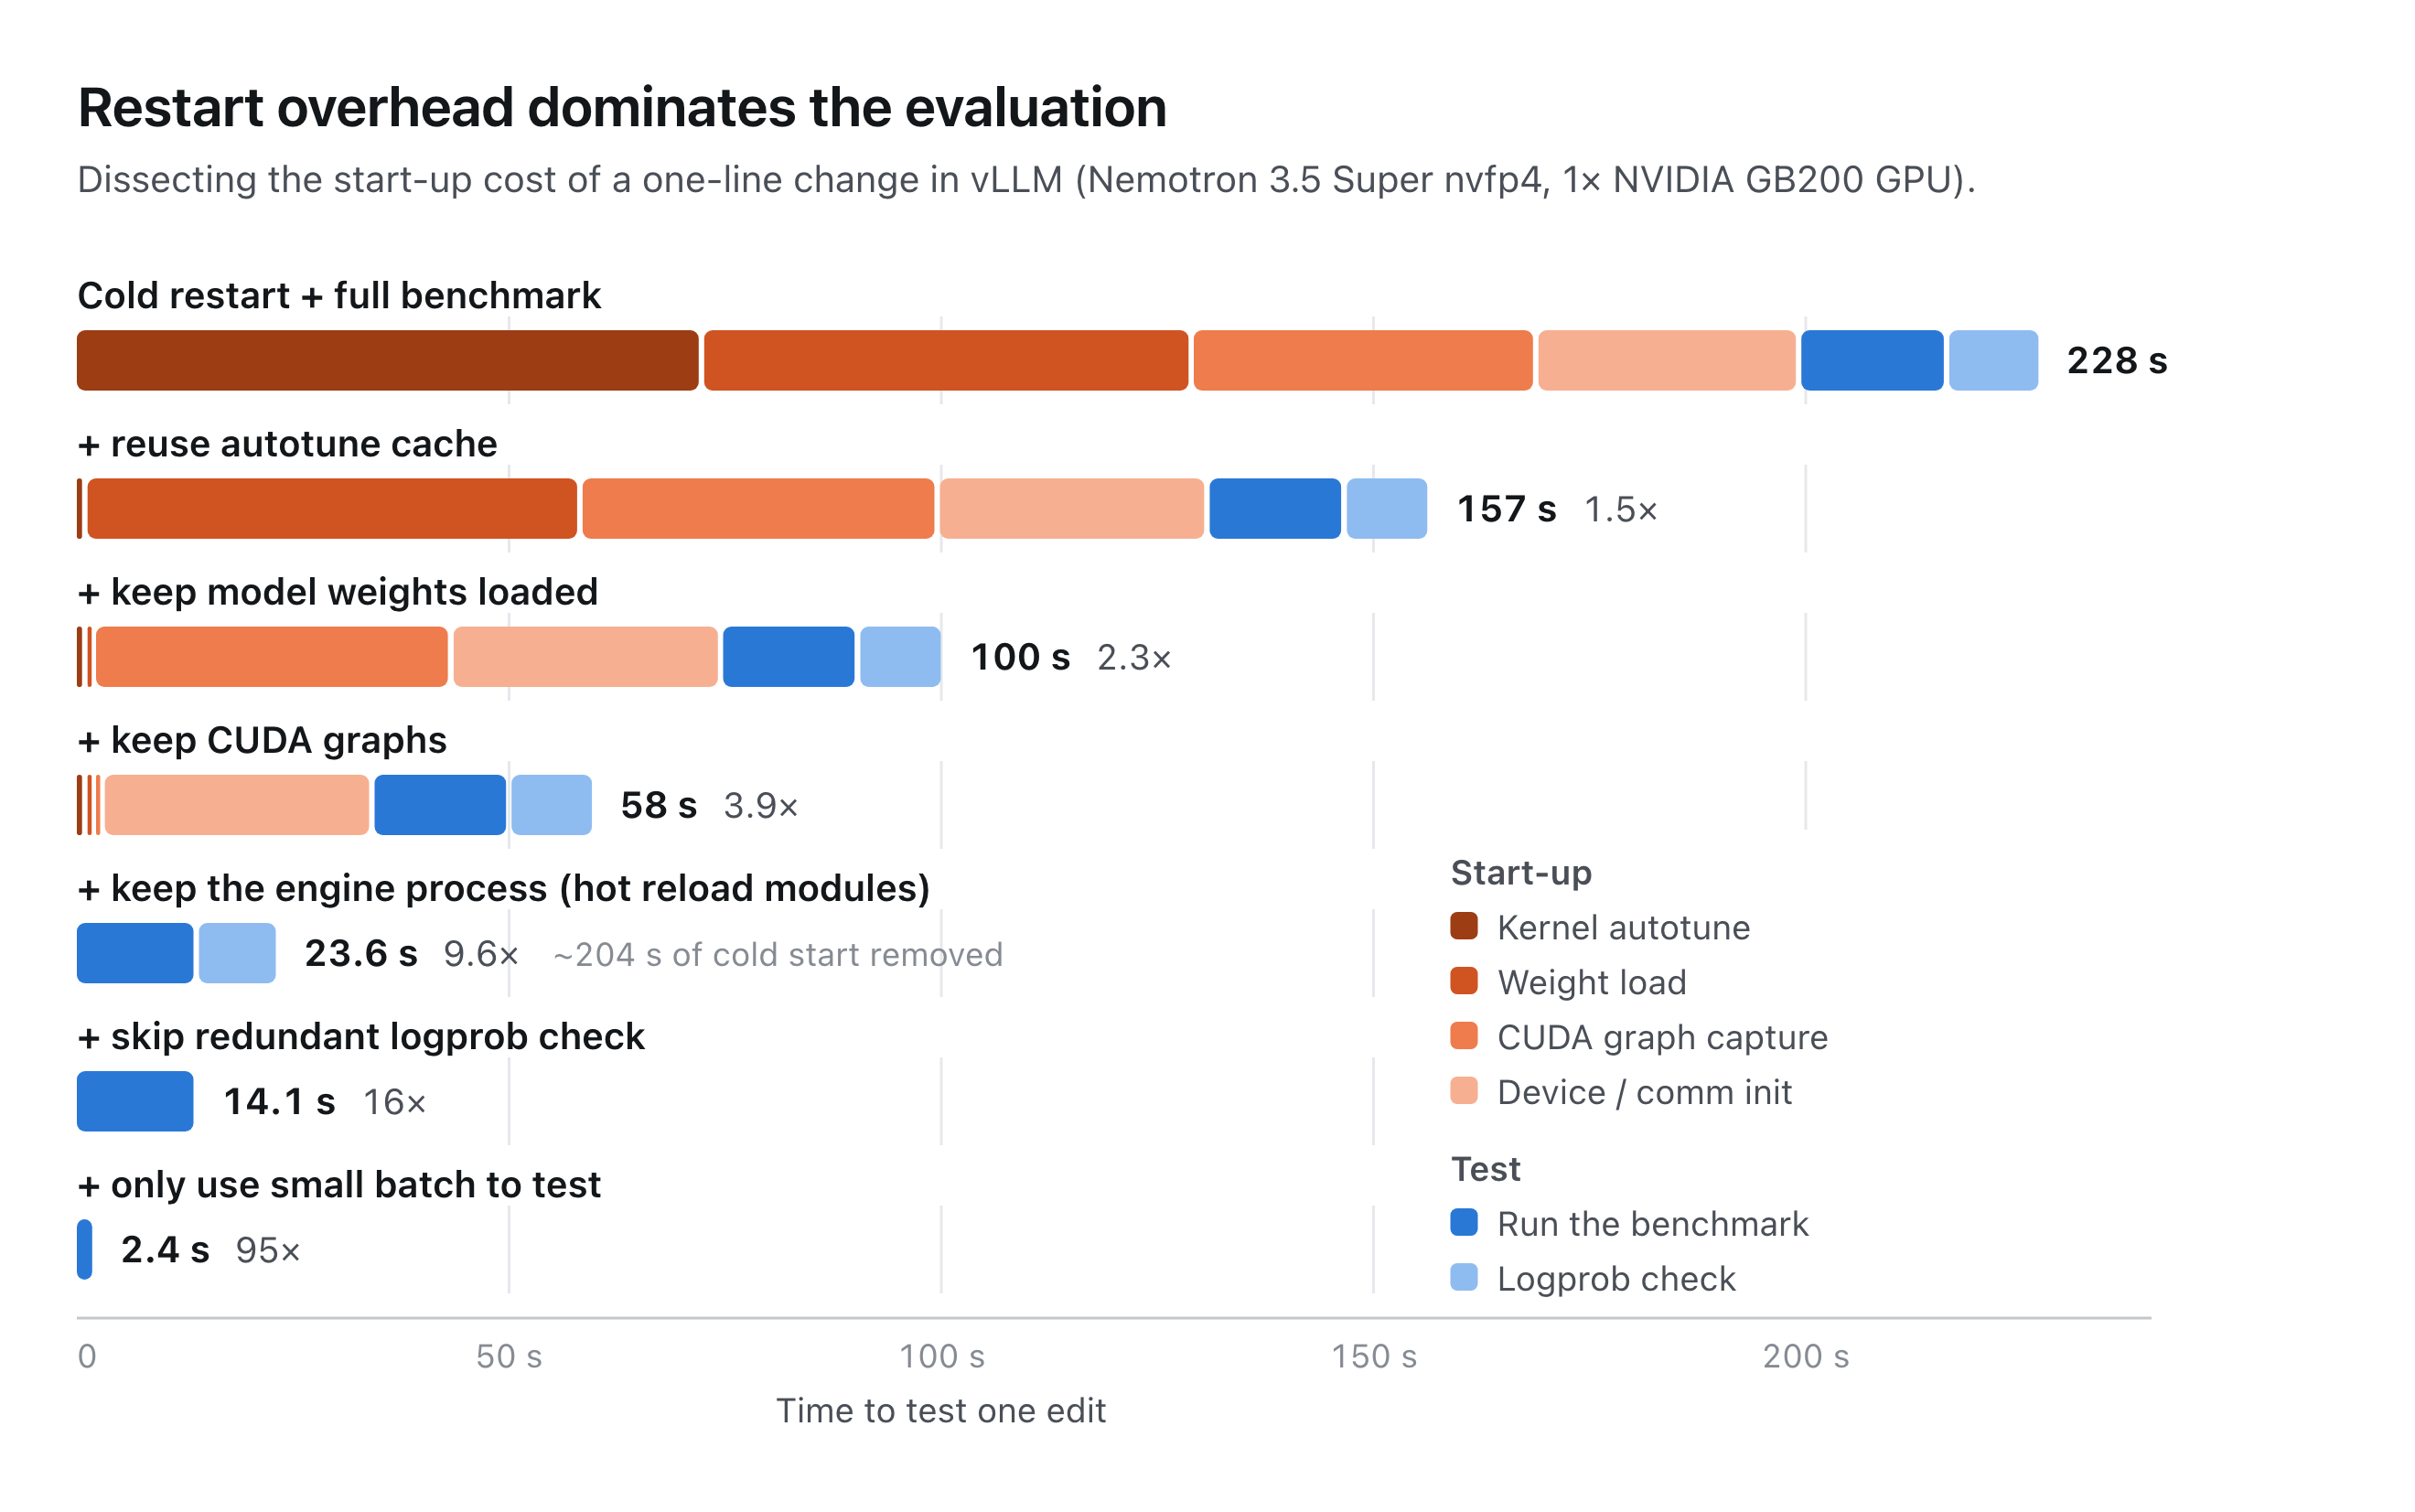 Restart overhead dominates the evaluation
Dissecting the start-up cost of a one-line change in vLLM (Nemotron 3.5 Super nvfp4, 1× NVIDIA GB200 GPU).
Cold restart + full benchmark
228 s
+ reuse autotune cache
157 s 1.5×
+ keep model weights loaded
100 s 2.3×
+ keep CUDA graphs
58 s 3.9×
+ keep the engine process (hot reload modules)
23.6 s 9.6× ~204 s of cold start removed
+ skip redundant logprob check
14.1 s 16×
+ only use small batch to test
2.4 s 95×
Start-up
Kernel autotune
Weight load
CUDA graph capture
Device / comm init
Test
Run the benchmark
Logprob check
0 50 s 100 s 150 s 200 s
Time to test one edit